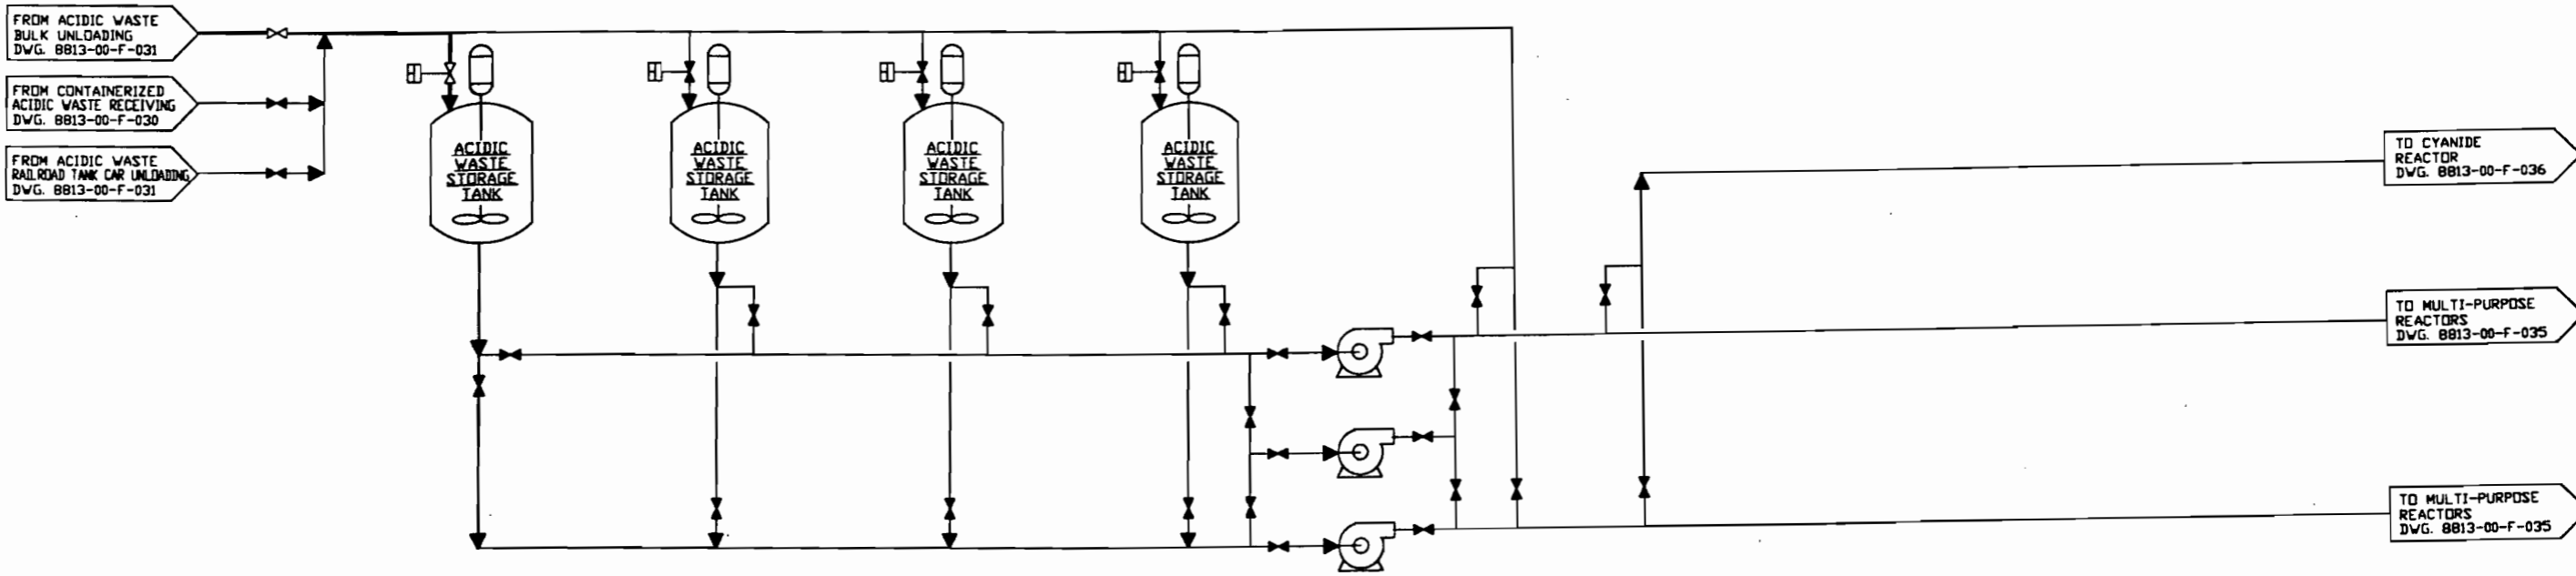 FROM ACIDIC WASTE
BULK UNLOADING
DWG. 8813-00-F-031
FROM CONTAINERIZED
ACIDIC WASTE RECEIVING
DWG. 8813-00-F-030
FROM ACIDIC WASTE
RAILROAD TANK CAR UNLOADING
DWG. 8813-00-F-031
ACIDIC
WASTE
STORAGE
TANK
ACIDIC
WASTE
STORAGE
TANK
ACIDIC
WASTE
STORAGE
TANK
ACIDIC
WASTE
STORAGE
TANK
TO CYANIDE
REACTOR
DWG. 8813-00-F-036
TO MULTI-PURPOSE
REACTORS
DWG. 8813-00-F-035
TO MULTI-PURPOSE
REACTORS
DWG. 8813-00-F-035